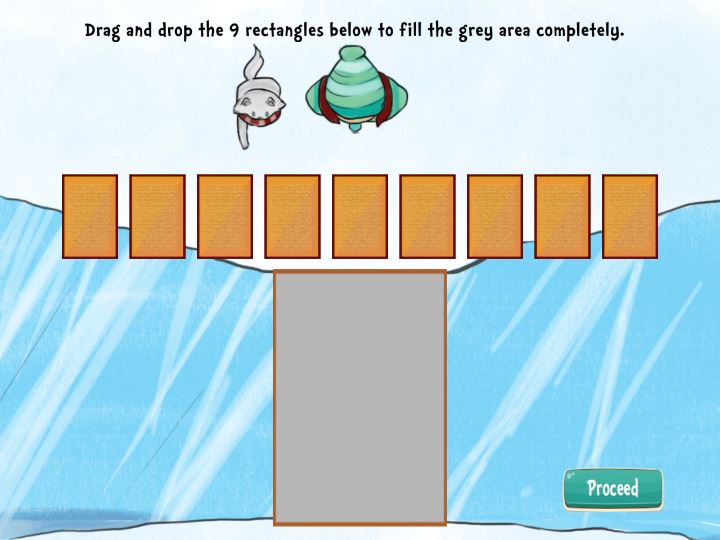 Drag and drop the 9 rectangles below to fill the grey area completely.
Proceed